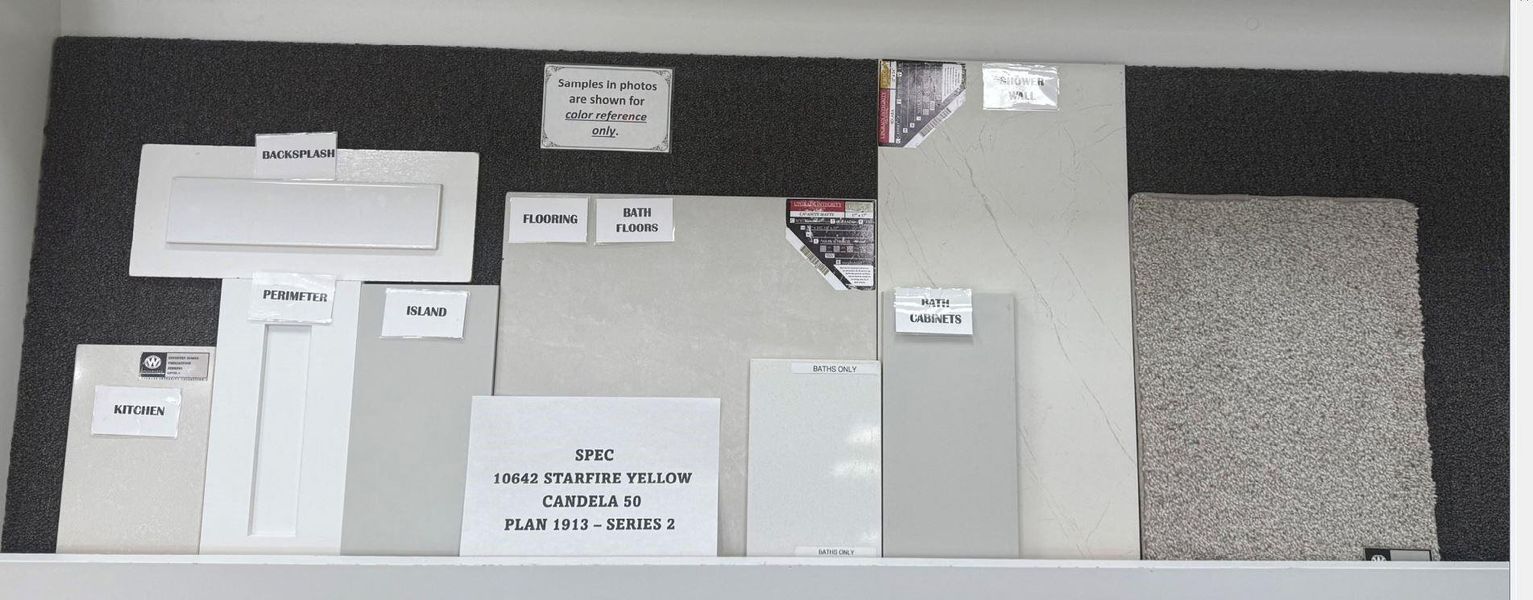 Samples in photos
are shown for
color reference
only.
BACKSPLASH
SHOWER
WALL
FLOORING
BATH
FLOORS
PERIMETER
ISLAND
BATH
CABINETS
KITCHEN
BATHS ONLY
SPEC
10642 STARFIRE YELLOW
CANDELA 50
PLAN 1913 – SERIES 2
BATHS ONLY